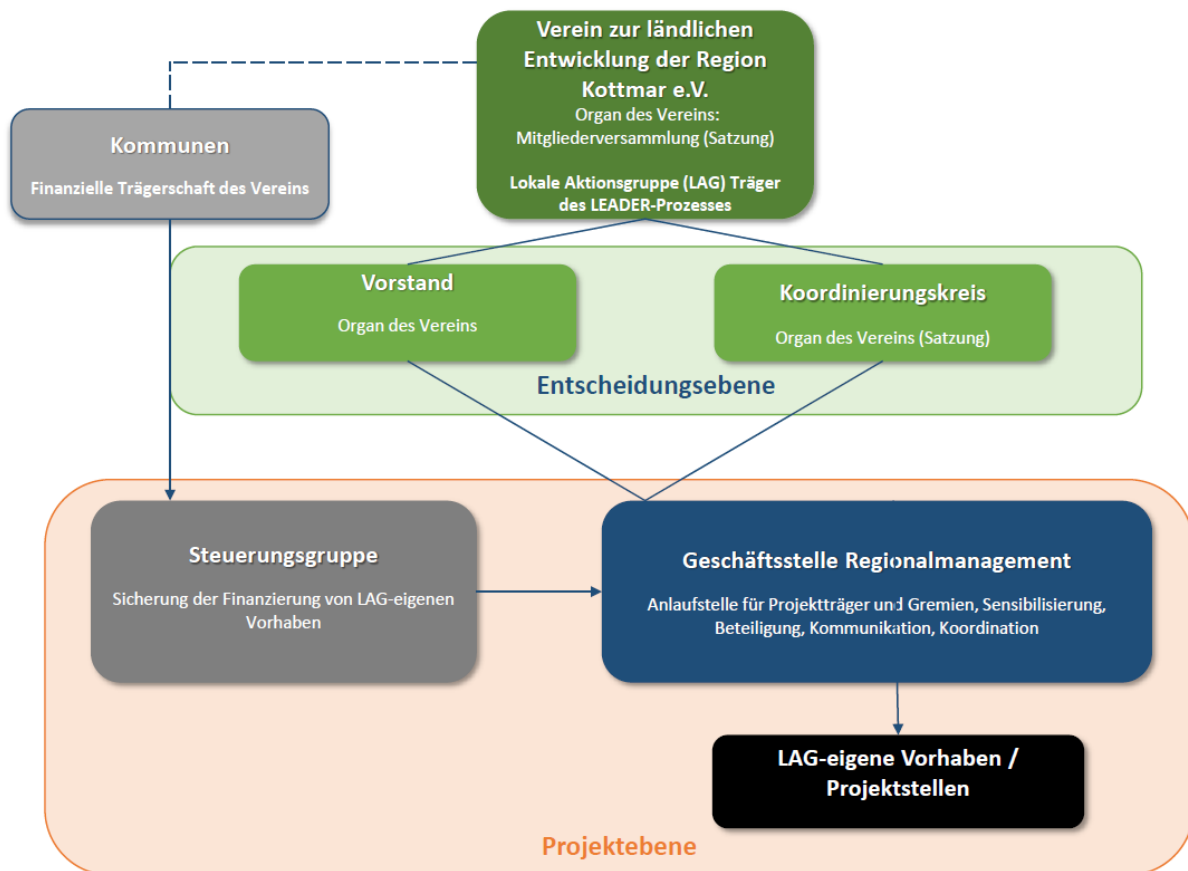 Verein zur ländlichen
Entwicklung der Region
Kottmar e.V.
Organ des Vereins:
Mitgliederversammlung (Satzung)
Lokale Aktionsgruppe (LAG) Träger
des LEADER-Prozesses
Kommunen
Finanzielle Trägerschaft des Vereins
Vorstand
Organ des Vereins
Koordinierungskreis
Organ des Vereins (Satzung)
Entscheidungsebene
Steuerungsgruppe
Sicherung der Finanzierung von LAG-eigenen
Vorhaben
Geschäftsstelle Regionalmanagement
Anlaufstelle für Projektträger und Gremien, Sensibilisierung,
Beteiligung, Kommunikation, Koordination
LAG-eigene Vorhaben /
Projektstellen
Projektebene